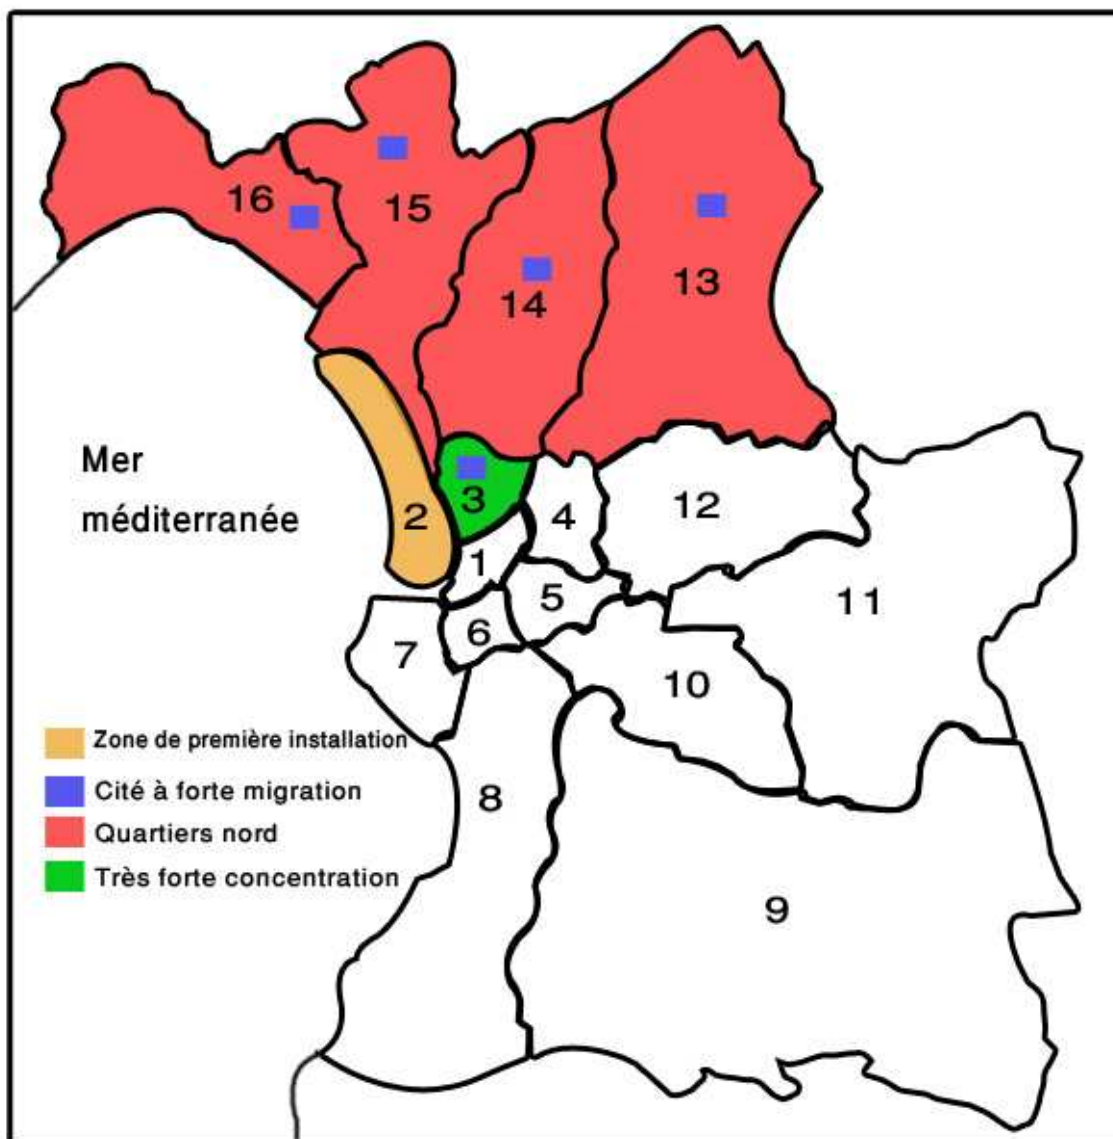 16
15
14
13
Mer
méditerranée
2
3
4
12
1
5
11
6
7
10
Zone de première installation
Cité à forte migration
8
Quartiers nord
Très forte concentration
9